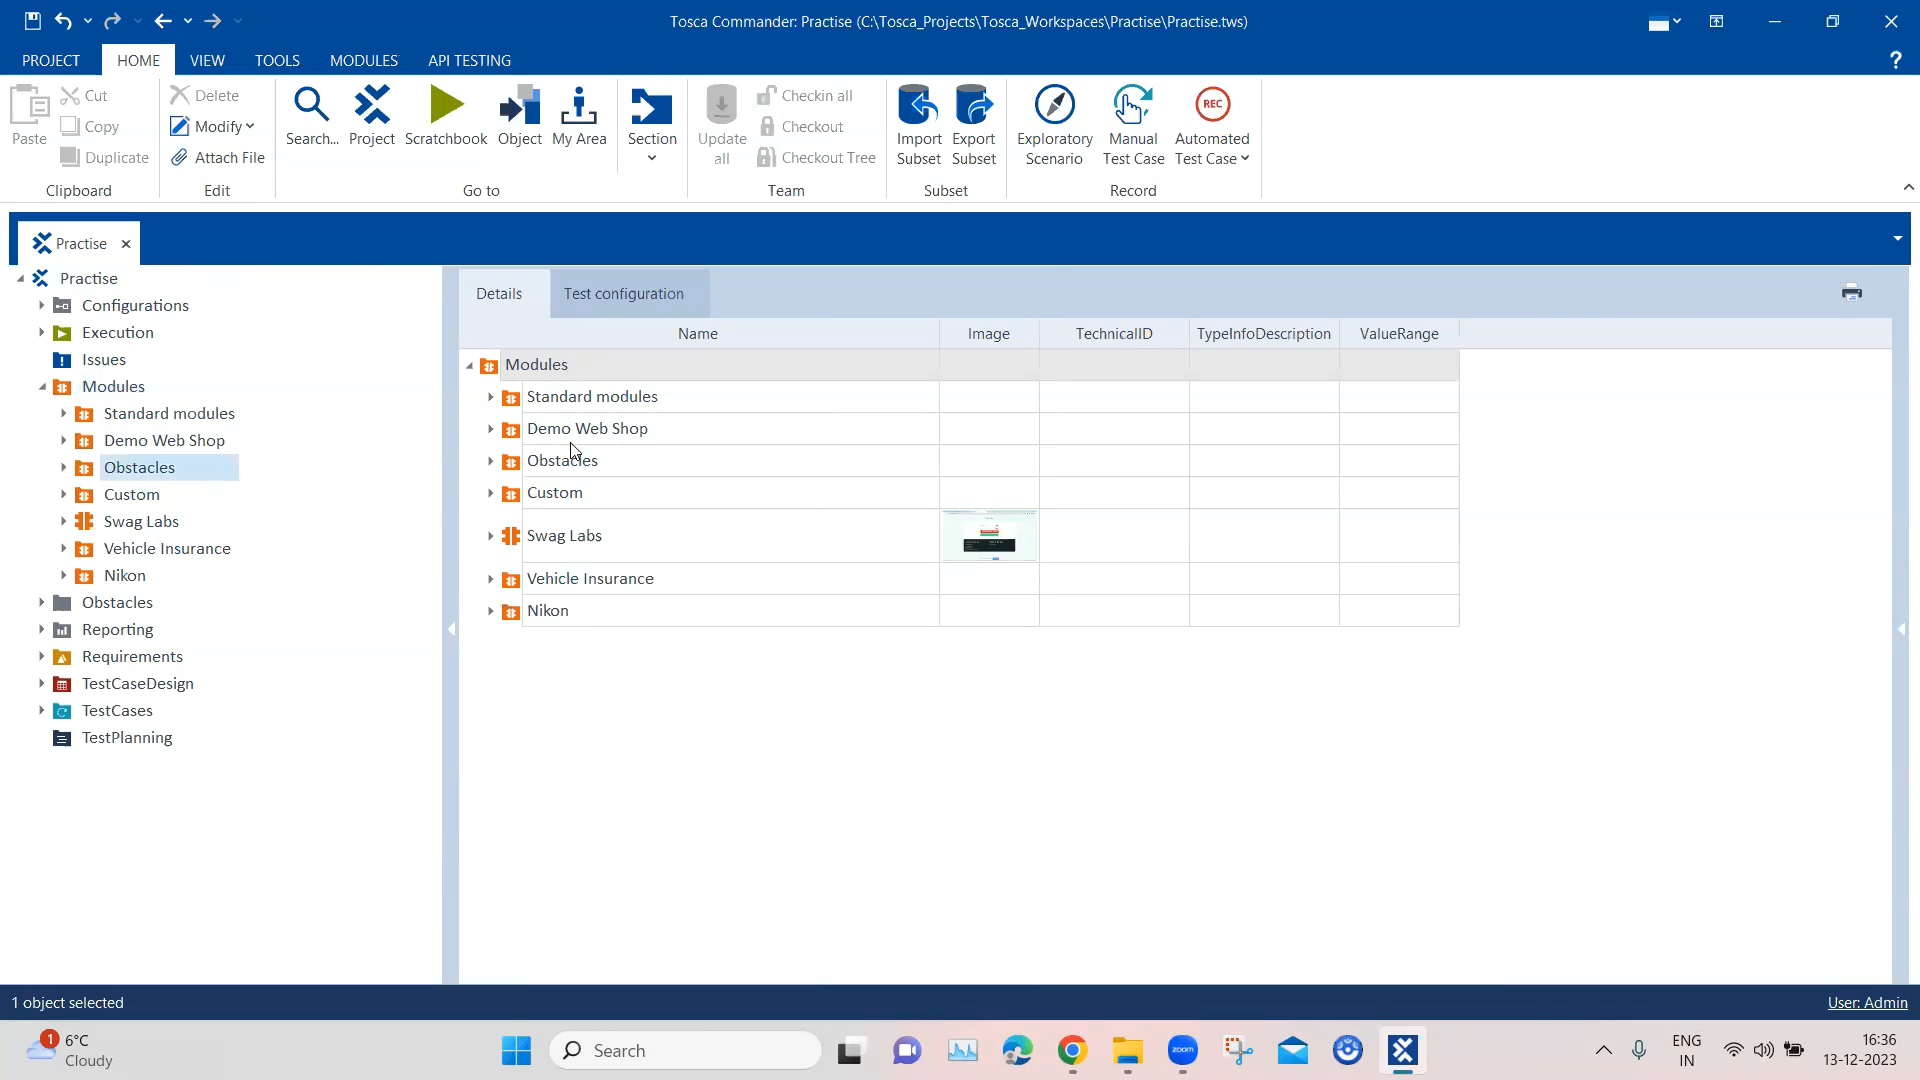 Tosca Commander: Practise (C:\Tosca_Projects\Tosca_Workspaces\Practise\Practise.tws)
PROJECT HOME VIEW TOOLS MODULES API TESTING ?
Paste
Cut
Copy
Duplicate
Clipboard
Delete
Modify
Attach File
Edit
Search... Project Scratchbook Object My Area Section
Go to
Update all
Checkin all
Checkout
Checkout Tree
Team
Import Subset
Export Subset
Subset
Exploratory Scenario
Manual Test Case
REC
Automated Test Case
Record
Practise
Practise
Configurations
Execution
Issues
Modules
Standard modules
Demo Web Shop
Obstacles
Custom
Swag Labs
Vehicle Insurance
Nikon
Obstacles
Reporting
Requirements
TestCaseDesign
TestCases
TestPlanning
Details Test configuration
Name Image TechnicalID TypeInfoDescription ValueRange
Modules
Standard modules
Demo Web Shop
Obstacles
Custom
Swag Labs
Vehicle Insurance
Nikon
1 object selected
User: Admin
1
6°C
Cloudy
Search
zoom
ENG
IN
16:36
13-12-2023